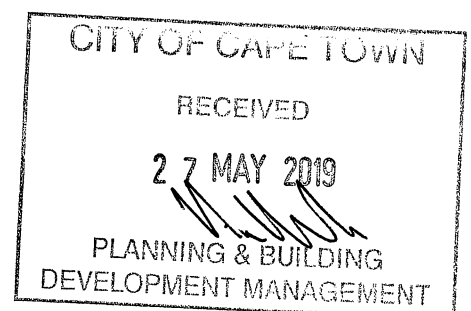 CITY OF CAPE TOWN
RECEIVED
27 MAY 2019
PLANNING & BUILDING
DEVELOPMENT MANAGEMENT